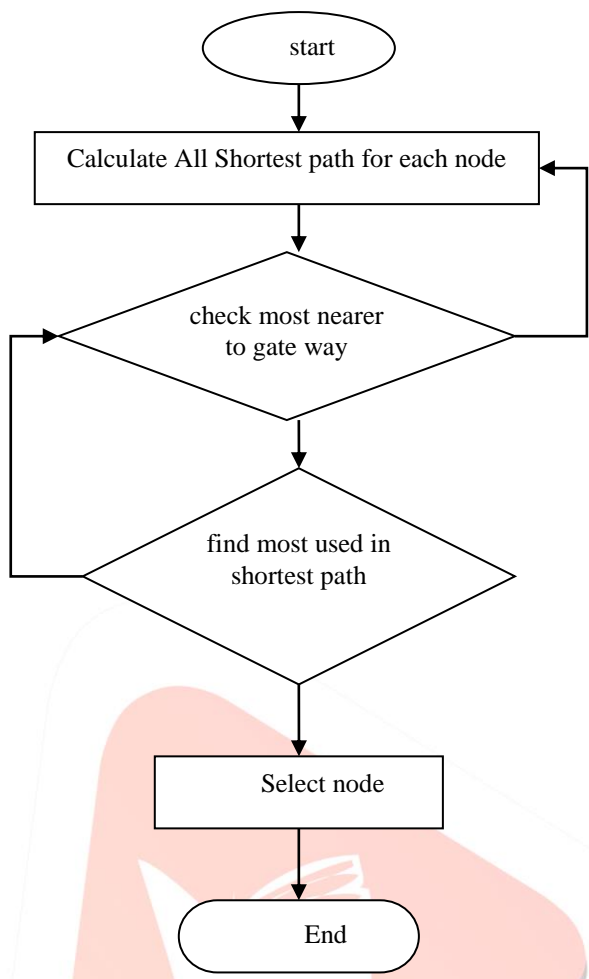 start
Calculate All Shortest path for each node
check most nearer
to gate way
find most used in
shortest path
Select node
End